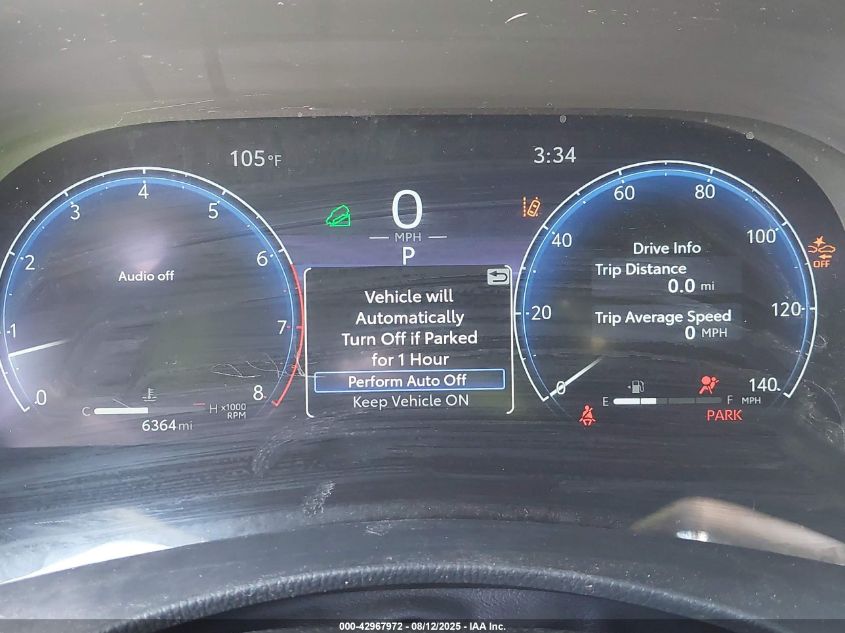 105°F
3:34
0
MPH
P
0
1
2
3
4
5
6
7
8
Audio off
C
H
x1000
RPM
6364 mi
Vehicle will
Automatically
Turn Off if Parked
for 1 Hour
Perform Auto Off
Keep Vehicle ON
0
20
40
60
80
100
120
140
MPH
Drive Info
Trip Distance
0.0 mi
Trip Average Speed
0 MPH
E
F
PARK
OFF
000-42967972 - 08/12/2025 - IAA Inc.